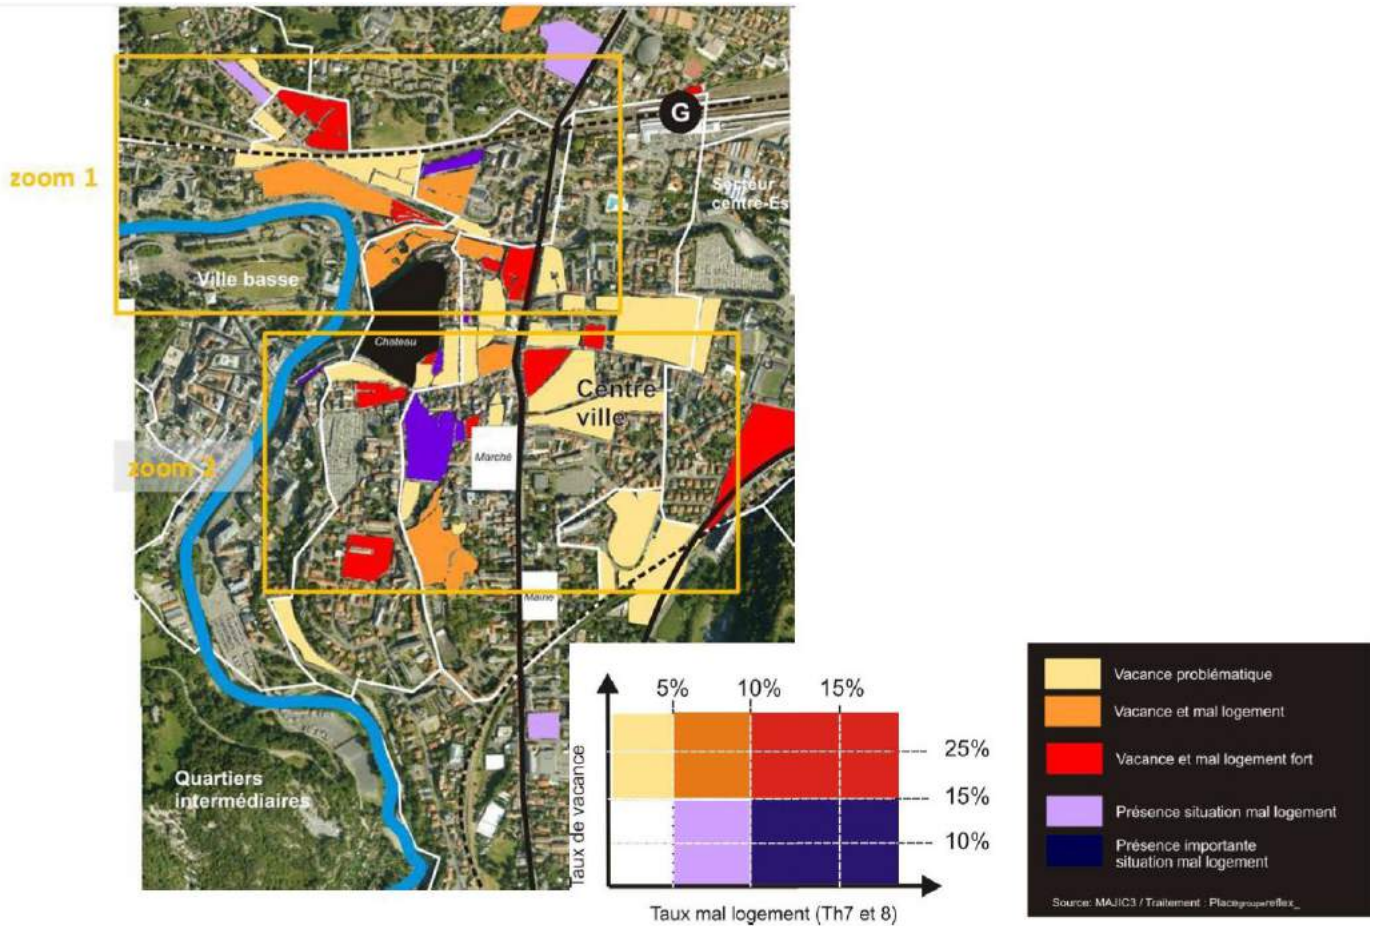 zoom 1
G
Secteur
centre-Es
Ville basse
Chateau
Centre
ville
zoom 2
Marché
Mairie
Quartiers
intermédiaires
5% 10% 15%
25%
15%
10%
Taux de vacance
Taux mal logement (Th7 et 8)
Vacance problématique
Vacance et mal logement
Vacance et mal logement fort
Présence situation mal logement
Présence importante
situation mal logement
Source: MAJIC3 / Traitement : Placegroupereflex_